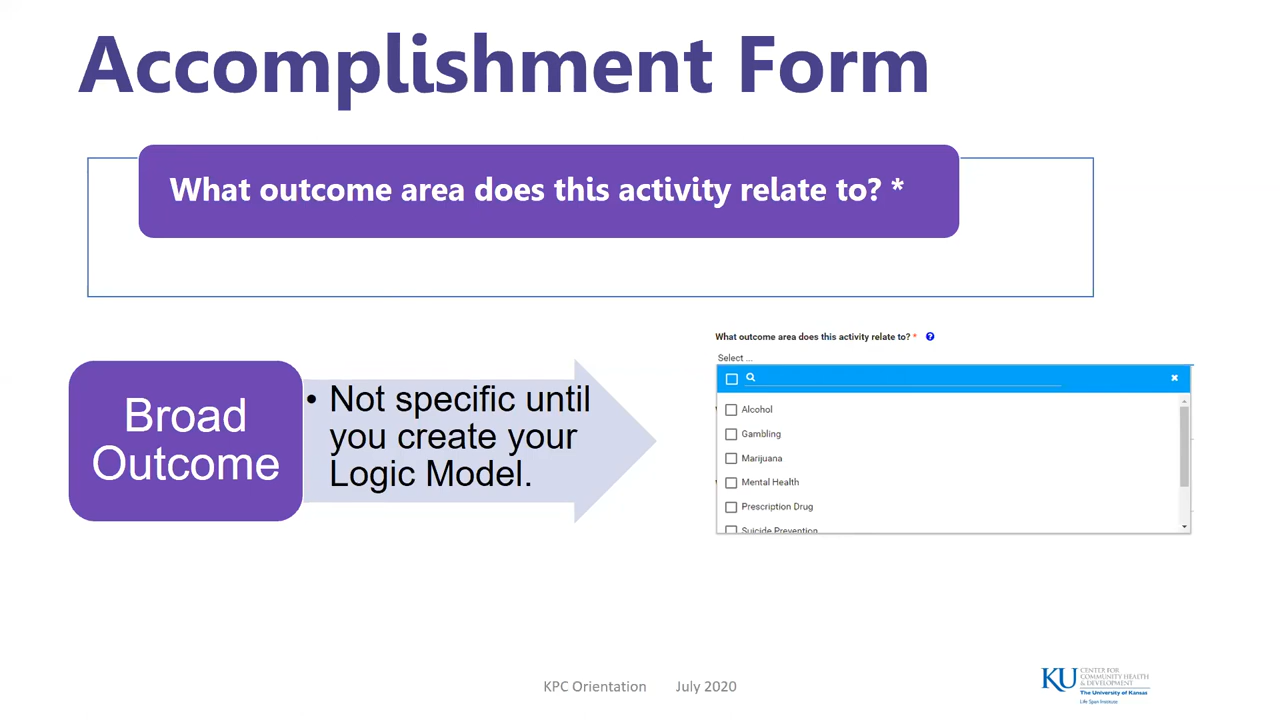 Accomplishment Form
What outcome area does this activity relate to? *
Broad
Outcome
• Not specific until
you create your
Logic Model.
What outcome area does this activity relate to? *
Select ...
Alcohol
Gambling
Marijuana
Mental Health
Prescription Drug
Suicide Prevention
KPC Orientation July 2020
KU
CENTER FOR
COMMUNITY HEALTH
& DEVELOPMENT
The University of Kansas
Life Span Institute